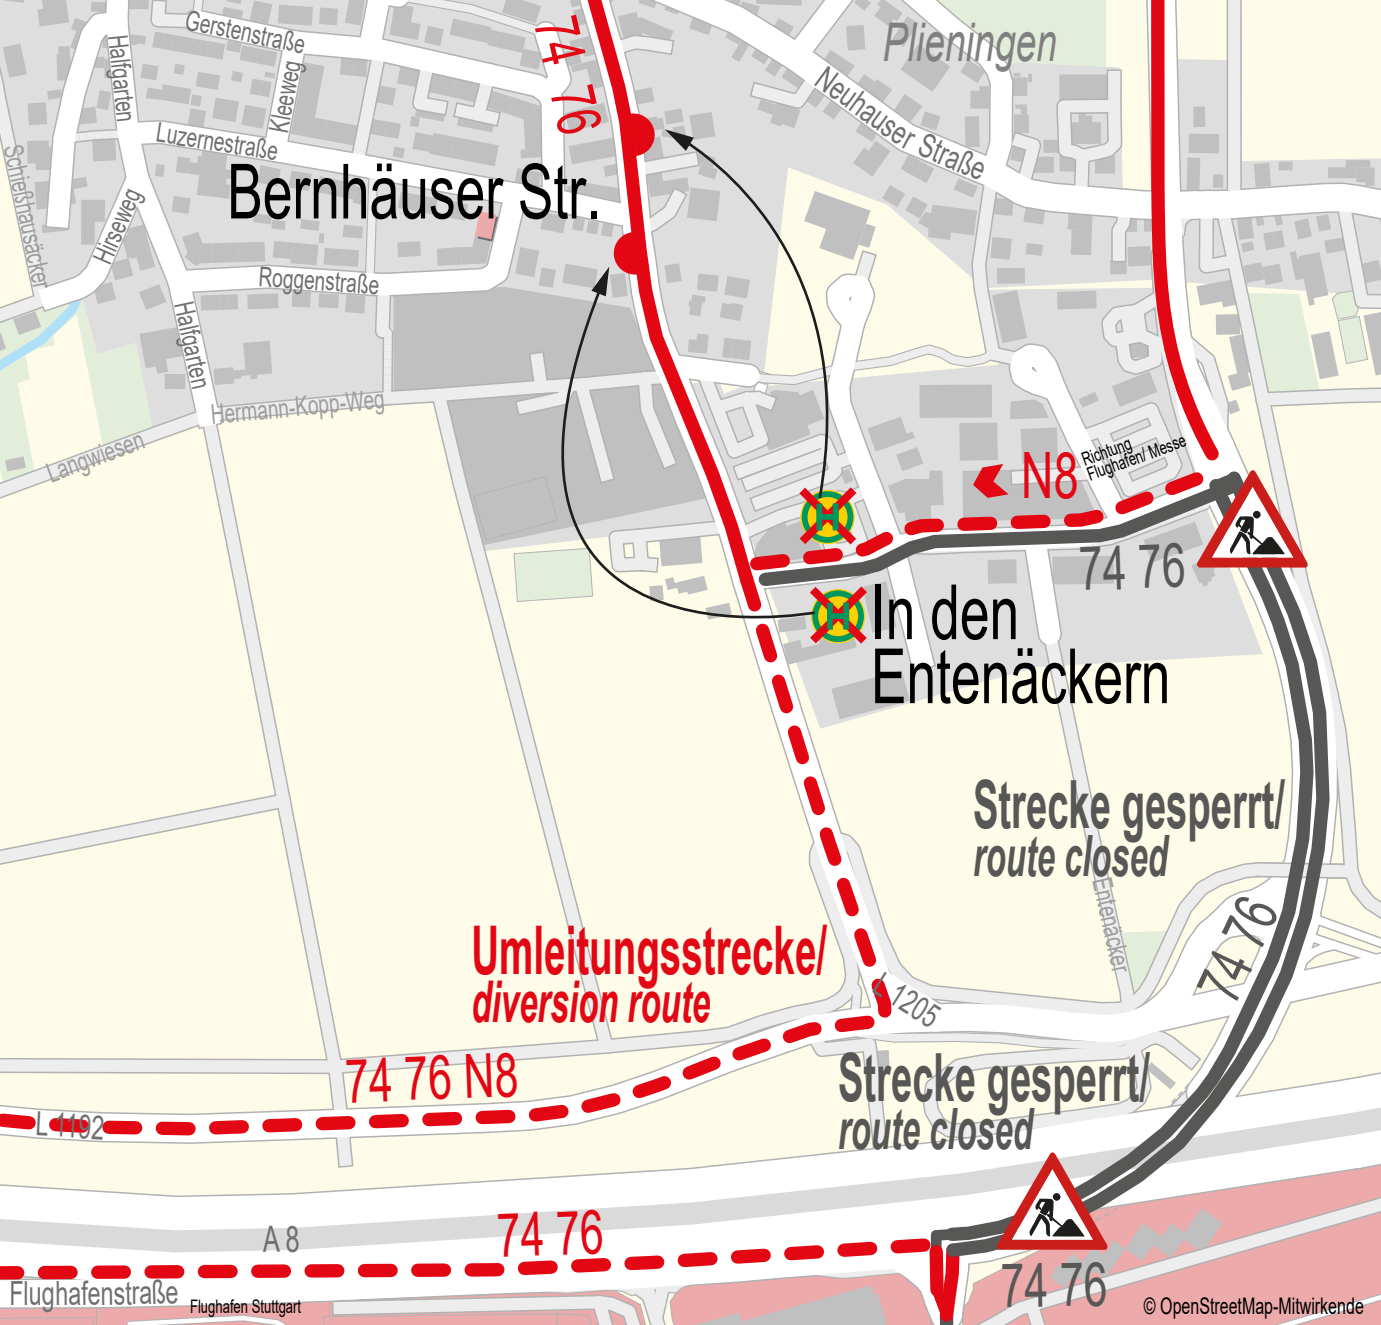 Gerstenstraße
Halfgarten
Kleeweg
74 76
Plieningen
Neuhauser Straße
Luzernestraße
Schießhausäcker
Hirseweg
Bernhäuser Str.
Roggenstraße
Halfgarten
Hermann-Kopp-Weg
Langwiesen
N8
Richtung
Flughafen/ Messe
H
74 76
H
In den
Entenäckern
Strecke gesperrt/
route closed
Entenäcker
74 76
Umleitungsstrecke/
diversion route
L 1205
74 76 N8
Strecke gesperrt/
route closed
L 1192
A 8
74 76
Flughafenstraße
Flughafen Stuttgart
74 76
© OpenStreetMap-Mitwirkende